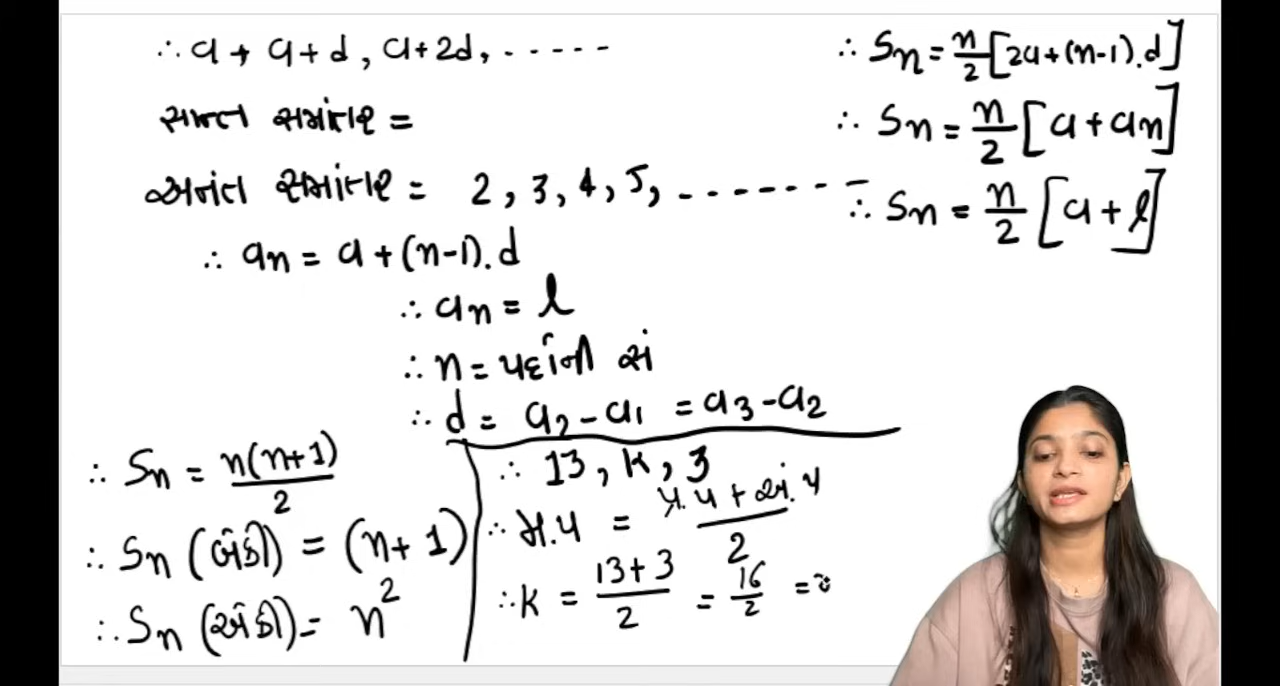 ∴ a, a+d, a+2d, ------
સાન્ત સમાંતર =
અનંત સમાંતર = 2, 3, 4, 5, -------
∴ an = a + (n-1).d
∴ an = l
∴ n = પદોની સં
∴ d = a2 - a1 = a3 - a2
∴ Sn = n/2 [2a+(n-1).d]
∴ Sn = n/2 [a + an]
∴ Sn = n/2 [a + l]
∴ Sn = n(n+1)/2
∴ Sn (બેકી) = (n+1)
∴ Sn (એકી) = n²
∴ 13, k, 3
∴ મ.પ = પ્ર.પ + અં.પ/2
∴ k = 13+3/2 = 16/2 =